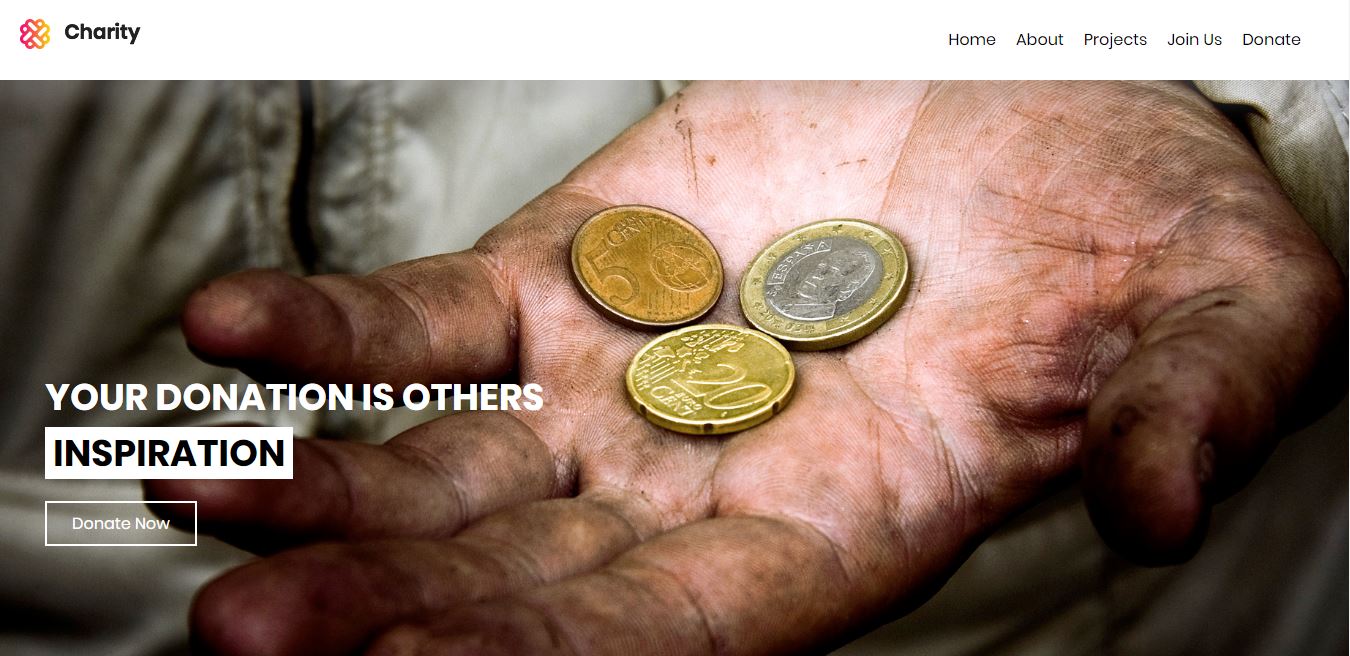 Charity
Home About Projects Join Us Donate
5
CENT
ESPAÑA
20
EURO
CENT
YOUR DONATION IS OTHERS
INSPIRATION
Donate Now